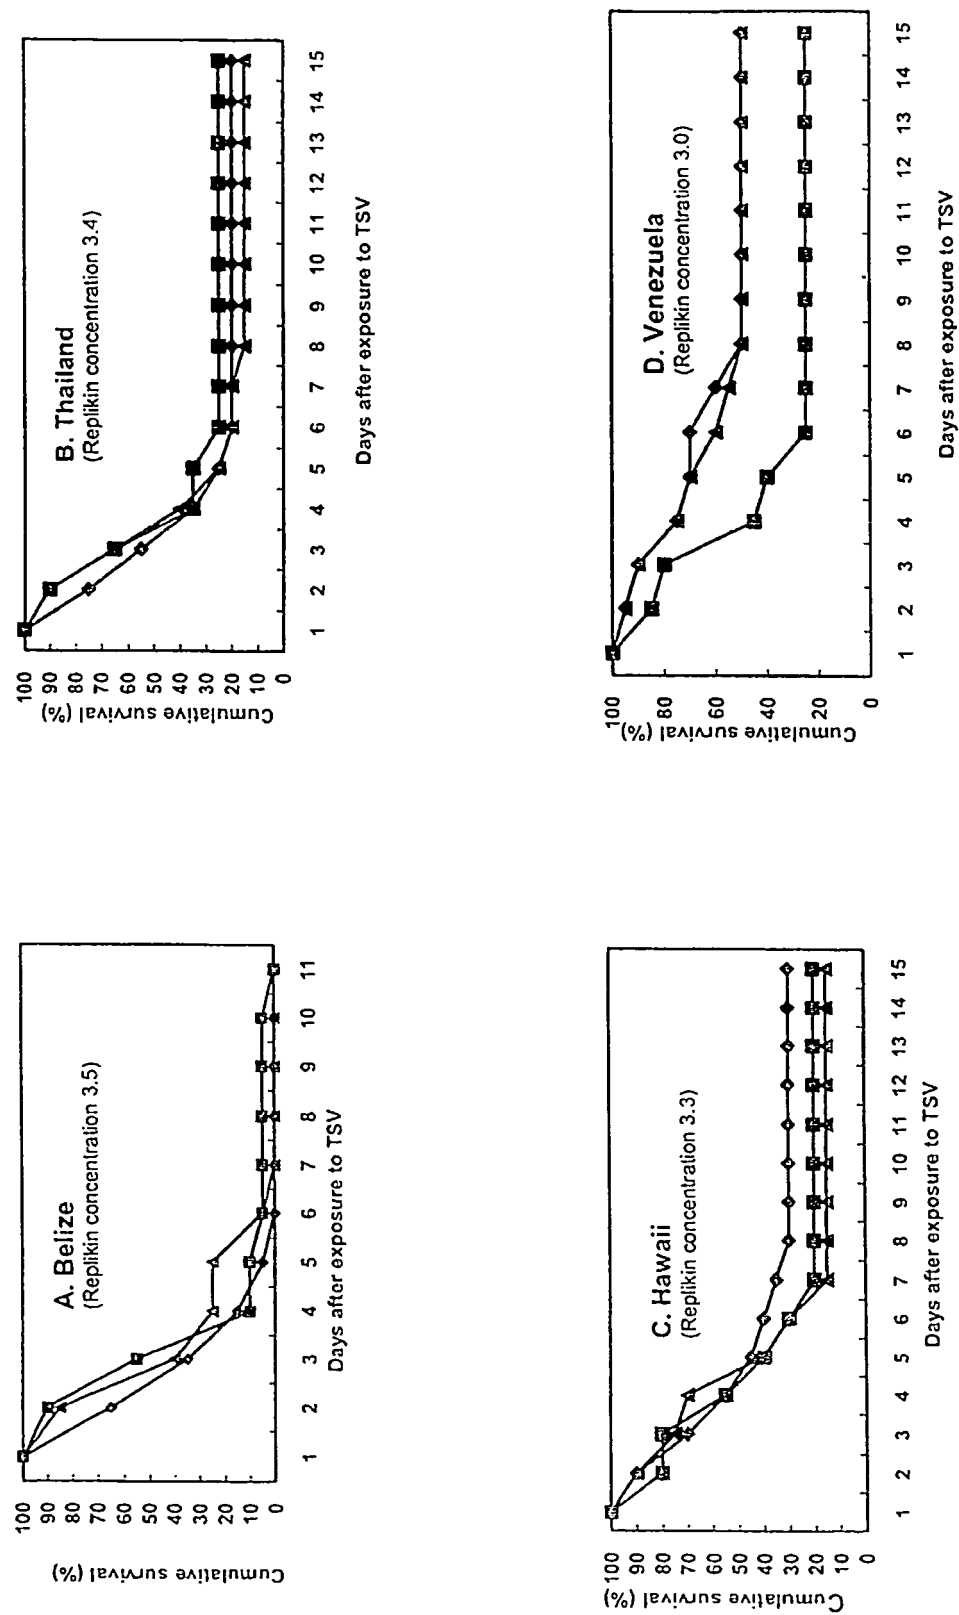 A. Belize
(Replikin concentration 3.5)
Cumulative survival (%)
100
90
80
70
60
50
40
30
20
10
0
1 2 3 4 5 6 7 8 9 10 11
Days after exposure to TSV
B. Thailand
(Replikin concentration 3.4)
Cumulative survival (%)
100
90
80
70
60
50
40
30
20
10
0
1 2 3 4 5 6 7 8 9 10 11 12 13 14 15
Days after exposure to TSV
C. Hawaii
(Replikin concentration 3.3)
Cumulative survival (%)
100
90
80
70
60
50
40
30
20
10
0
1 2 3 4 5 6 7 8 9 10 11 12 13 14 15
Days after exposure to TSV
D. Venezuela
(Replikin concentration 3.0)
Cumulative survival (%)
100
80
60
40
20
0
1 2 3 4 5 6 7 8 9 10 11 12 13 14 15
Days after exposure to TSV